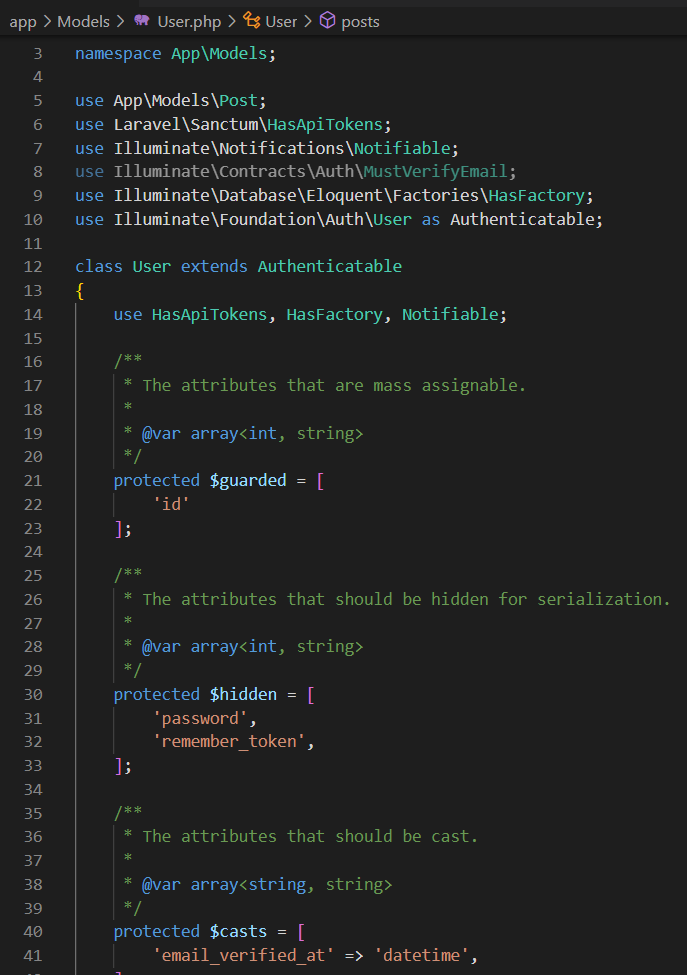 app > Models > User.php > User > posts
3 namespace App\Models;
4
5 use App\Models\Post;
6 use Laravel\Sanctum\HasApiTokens;
7 use Illuminate\Notifications\Notifiable;
8 use Illuminate\Contracts\Auth\MustVerifyEmail;
9 use Illuminate\Database\Eloquent\Factories\HasFactory;
10 use Illuminate\Foundation\Auth\User as Authenticatable;
11
12 class User extends Authenticatable
13 {
14     use HasApiTokens, HasFactory, Notifiable;
15
16     /**
17      * The attributes that are mass assignable.
18      *
19      * @var array<int, string>
20      */
21     protected $guarded = [
22         'id'
23     ];
24
25     /**
26      * The attributes that should be hidden for serialization.
27      *
28      * @var array<int, string>
29      */
30     protected $hidden = [
31         'password',
32         'remember_token',
33     ];
34
35     /**
36      * The attributes that should be cast.
37      *
38      * @var array<string, string>
39      */
40     protected $casts = [
41         'email_verified_at' => 'datetime',